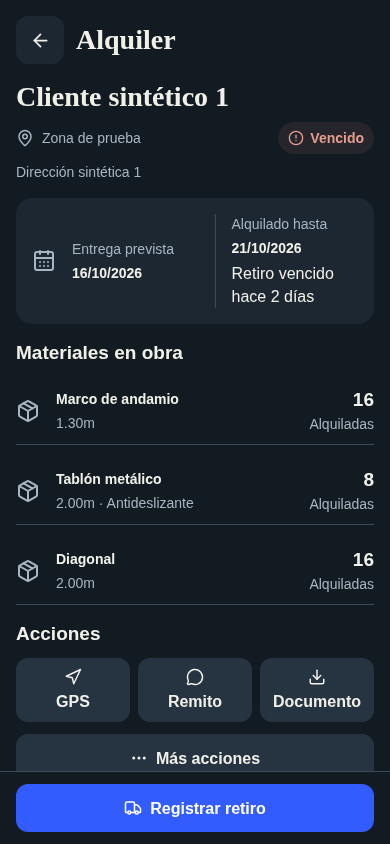 Alquiler
Cliente sintético 1
Zona de prueba
Vencido
Dirección sintética 1
Entrega prevista
16/10/2026
Alquilado hasta
21/10/2026
Retiro vencido
hace 2 días
Materiales en obra
Marco de andamio
16
1.30m
Alquiladas
Tablón metálico
8
2.00m · Antideslizante
Alquiladas
Diagonal
16
2.00m
Alquiladas
Acciones
GPS
Remito
Documento
Más acciones
Registrar retiro